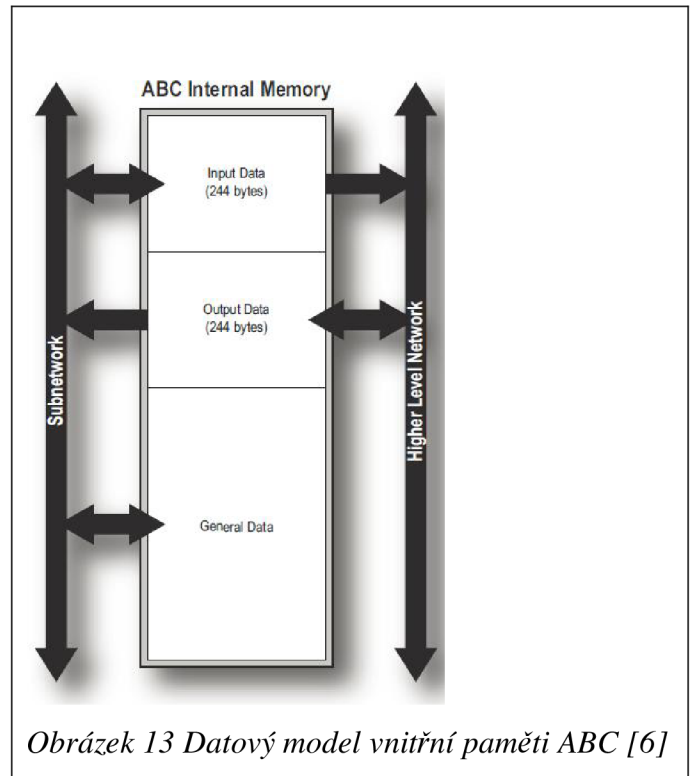 ABC Internal Memory
Input Data
(244 bytes)
Output Data
(244 bytes)
General Data
Subnetwork
Higher Level Network
Obrázek 13 Datový model vnitřní paměti ABC [6]